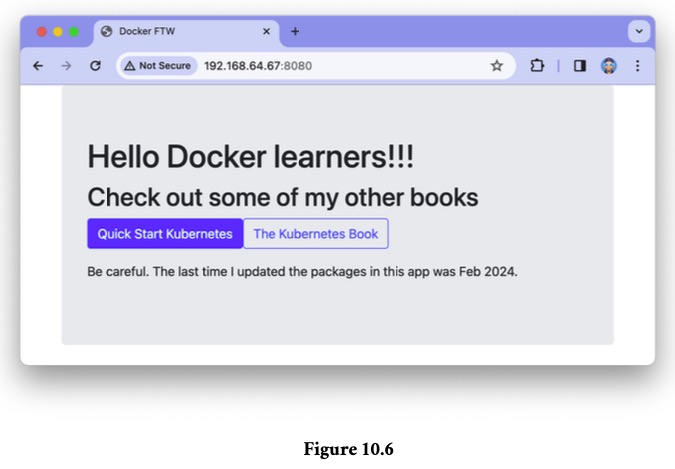 Docker FTW
Not Secure 192.168.64.67:8080
Hello Docker learners!!!
Check out some of my other books
Quick Start Kubernetes The Kubernetes Book
Be careful. The last time I updated the packages in this app was Feb 2024.
Figure 10.6